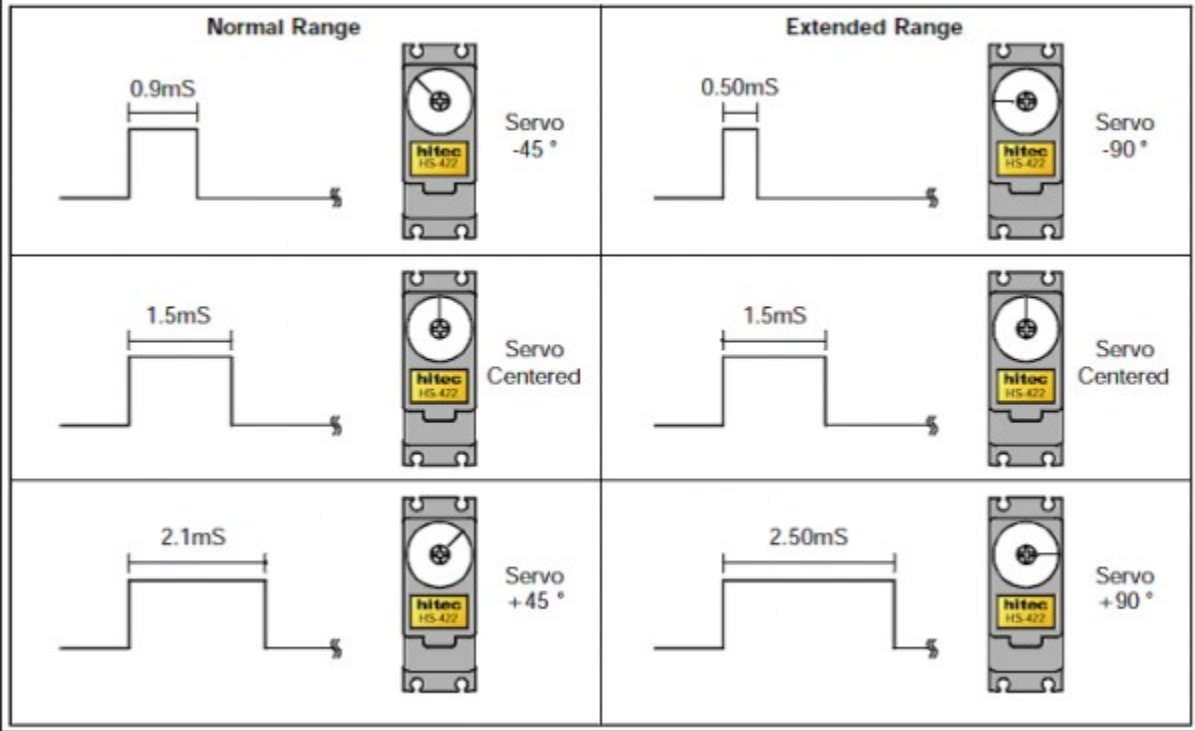 Normal Range
0.9mS
hitec
HS-422
Servo
-45 °
Extended Range
0.50mS
hitec
HS-422
Servo
-90 °
1.5mS
hitec
HS-422
Servo
Centered
1.5mS
hitec
HS-422
Servo
Centered
2.1mS
hitec
HS-422
Servo
+45 °
2.50mS
hitec
HS-422
Servo
+90 °